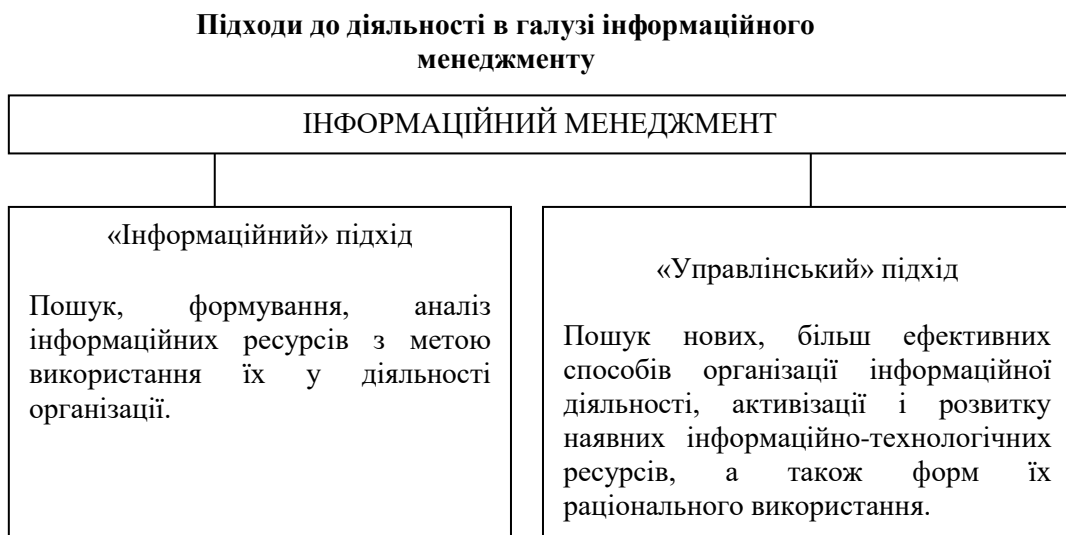 Підходи до діяльності в галузі інформаційного
менеджменту
ІНФОРМАЦІЙНИЙ МЕНЕДЖМЕНТ
«Інформаційний» підхід
Пошук, формування, аналіз
інформаційних ресурсів з метою
використання їх у діяльності
організації.
«Управлінський» підхід
Пошук нових, більш ефективних
способів організації інформаційної
діяльності, активізації і розвитку
наявних інформаційно-технологічних
ресурсів, а також форм їх
раціонального використання.